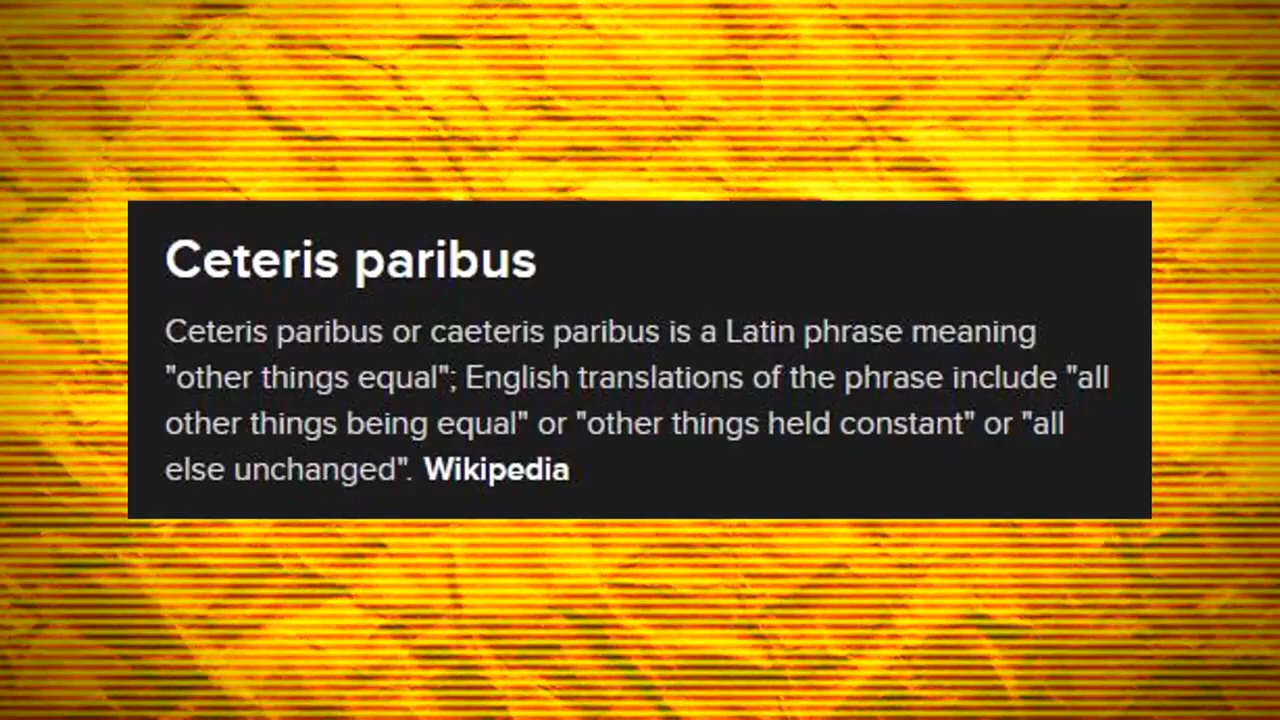 Ceteris paribus
Ceteris paribus or caeteris paribus is a Latin phrase meaning
"other things equal"; English translations of the phrase include "all
other things being equal" or "other things held constant" or "all
else unchanged". Wikipedia